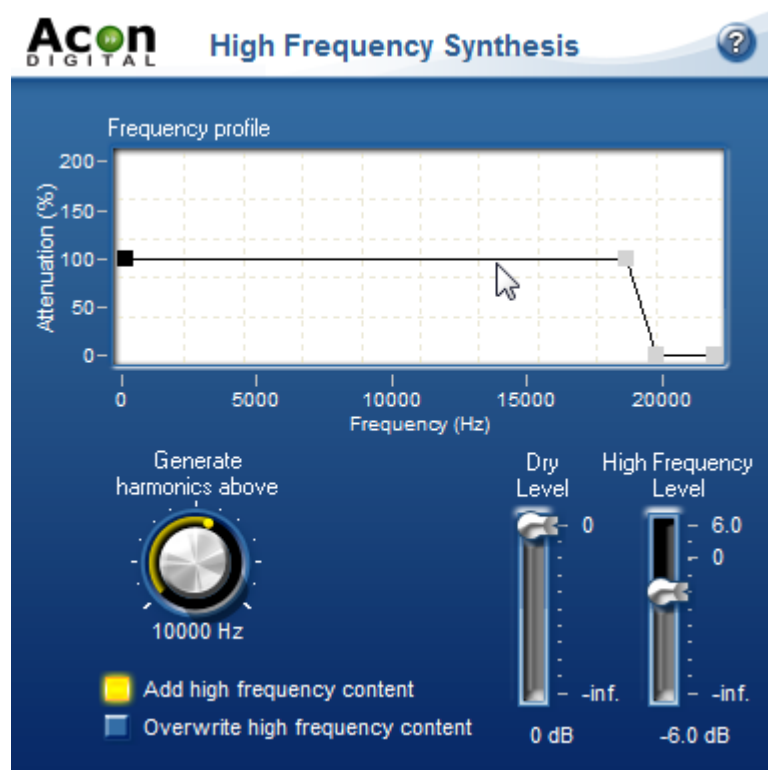 Acon
DIGITAL
High Frequency Synthesis
?
Frequency profile
200
150
100
50
0
Attenuation (%)
0 5000 10000 15000 20000
Frequency (Hz)
Generate
harmonics above
10000 Hz
Dry
Level
0
-inf.
0 dB
High Frequency
Level
6.0
0
-inf.
-6.0 dB
Add high frequency content
Overwrite high frequency content